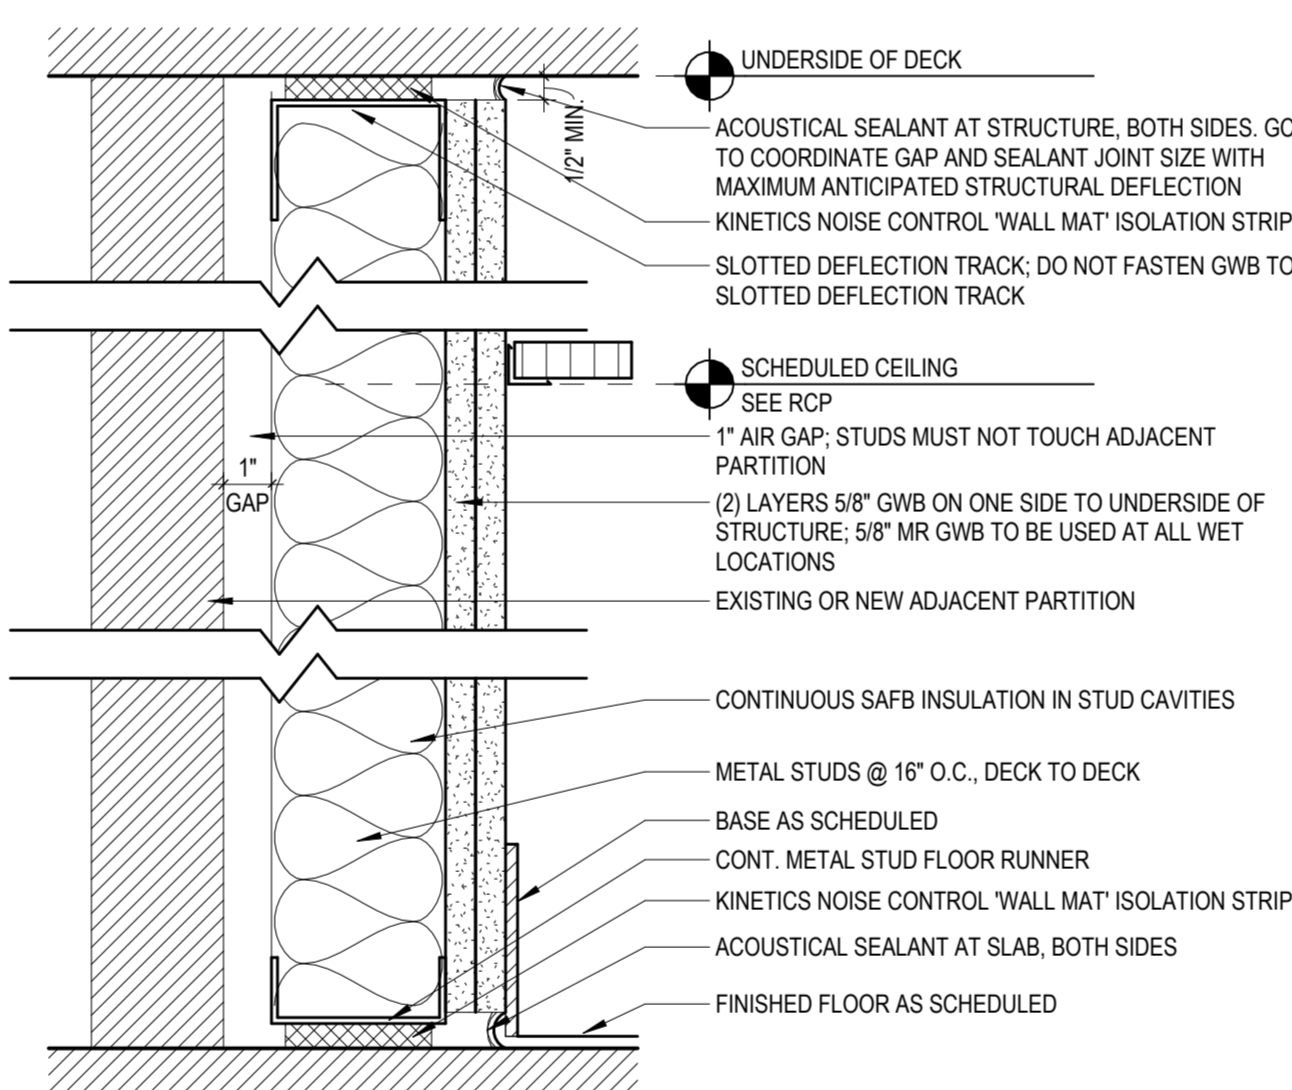 UNDERSIDE OF DECK
1/2" MIN.
ACOUSTICAL SEALANT AT STRUCTURE, BOTH SIDES. GC
TO COORDINATE GAP AND SEALANT JOINT SIZE WITH
MAXIMUM ANTICIPATED STRUCTURAL DEFLECTION
KINETICS NOISE CONTROL 'WALL MAT' ISOLATION STRIP
SLOTTED DEFLECTION TRACK; DO NOT FASTEN GWB TO
SLOTTED DEFLECTION TRACK
SCHEDULED CEILING
SEE RCP
1" AIR GAP; STUDS MUST NOT TOUCH ADJACENT
PARTITION
1"
GAP
(2) LAYERS 5/8" GWB ON ONE SIDE TO UNDERSIDE OF
STRUCTURE; 5/8" MR GWB TO BE USED AT ALL WET
LOCATIONS
EXISTING OR NEW ADJACENT PARTITION
CONTINUOUS SAFB INSULATION IN STUD CAVITIES
METAL STUDS @ 16" O.C., DECK TO DECK
BASE AS SCHEDULED
CONT. METAL STUD FLOOR RUNNER
KINETICS NOISE CONTROL 'WALL MAT' ISOLATION STRIP
ACOUSTICAL SEALANT AT SLAB, BOTH SIDES
FINISHED FLOOR AS SCHEDULED